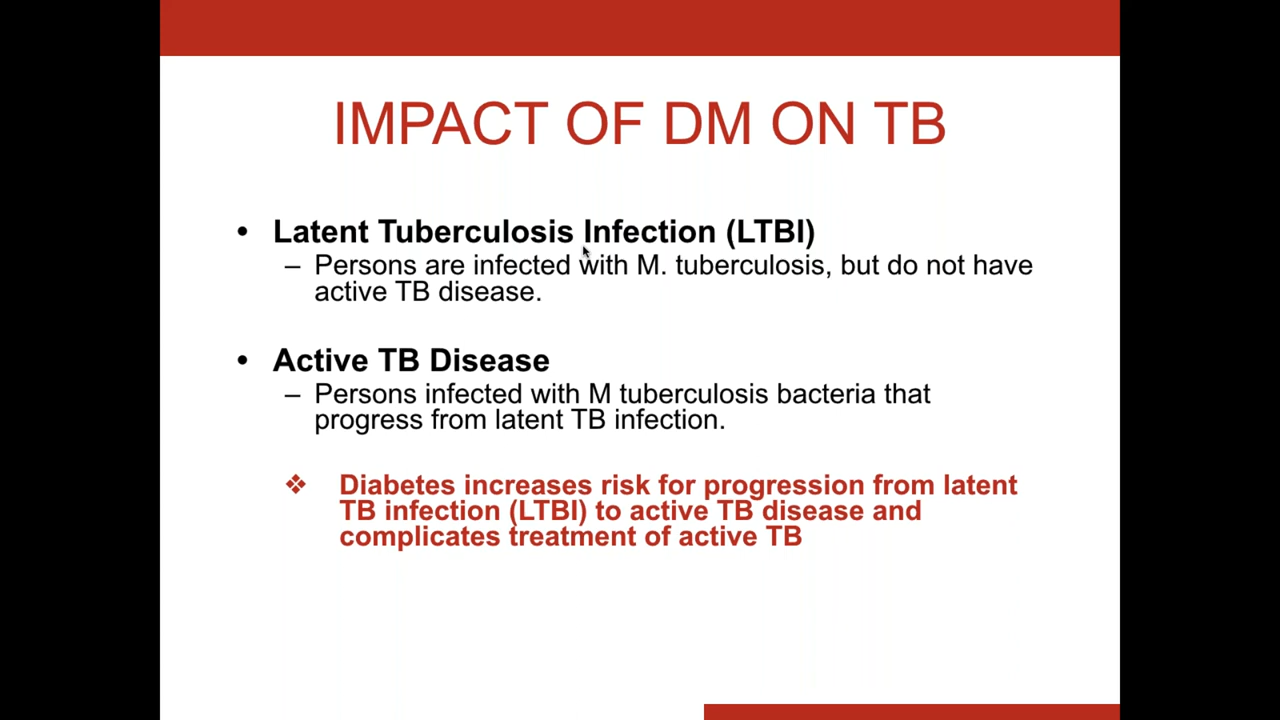 IMPACT OF DM ON TB
• Latent Tuberculosis Infection (LTBI)
– Persons are infected with M. tuberculosis, but do not have
active TB disease.
• Active TB Disease
– Persons infected with M tuberculosis bacteria that
progress from latent TB infection.
❖ Diabetes increases risk for progression from latent
TB infection (LTBI) to active TB disease and
complicates treatment of active TB